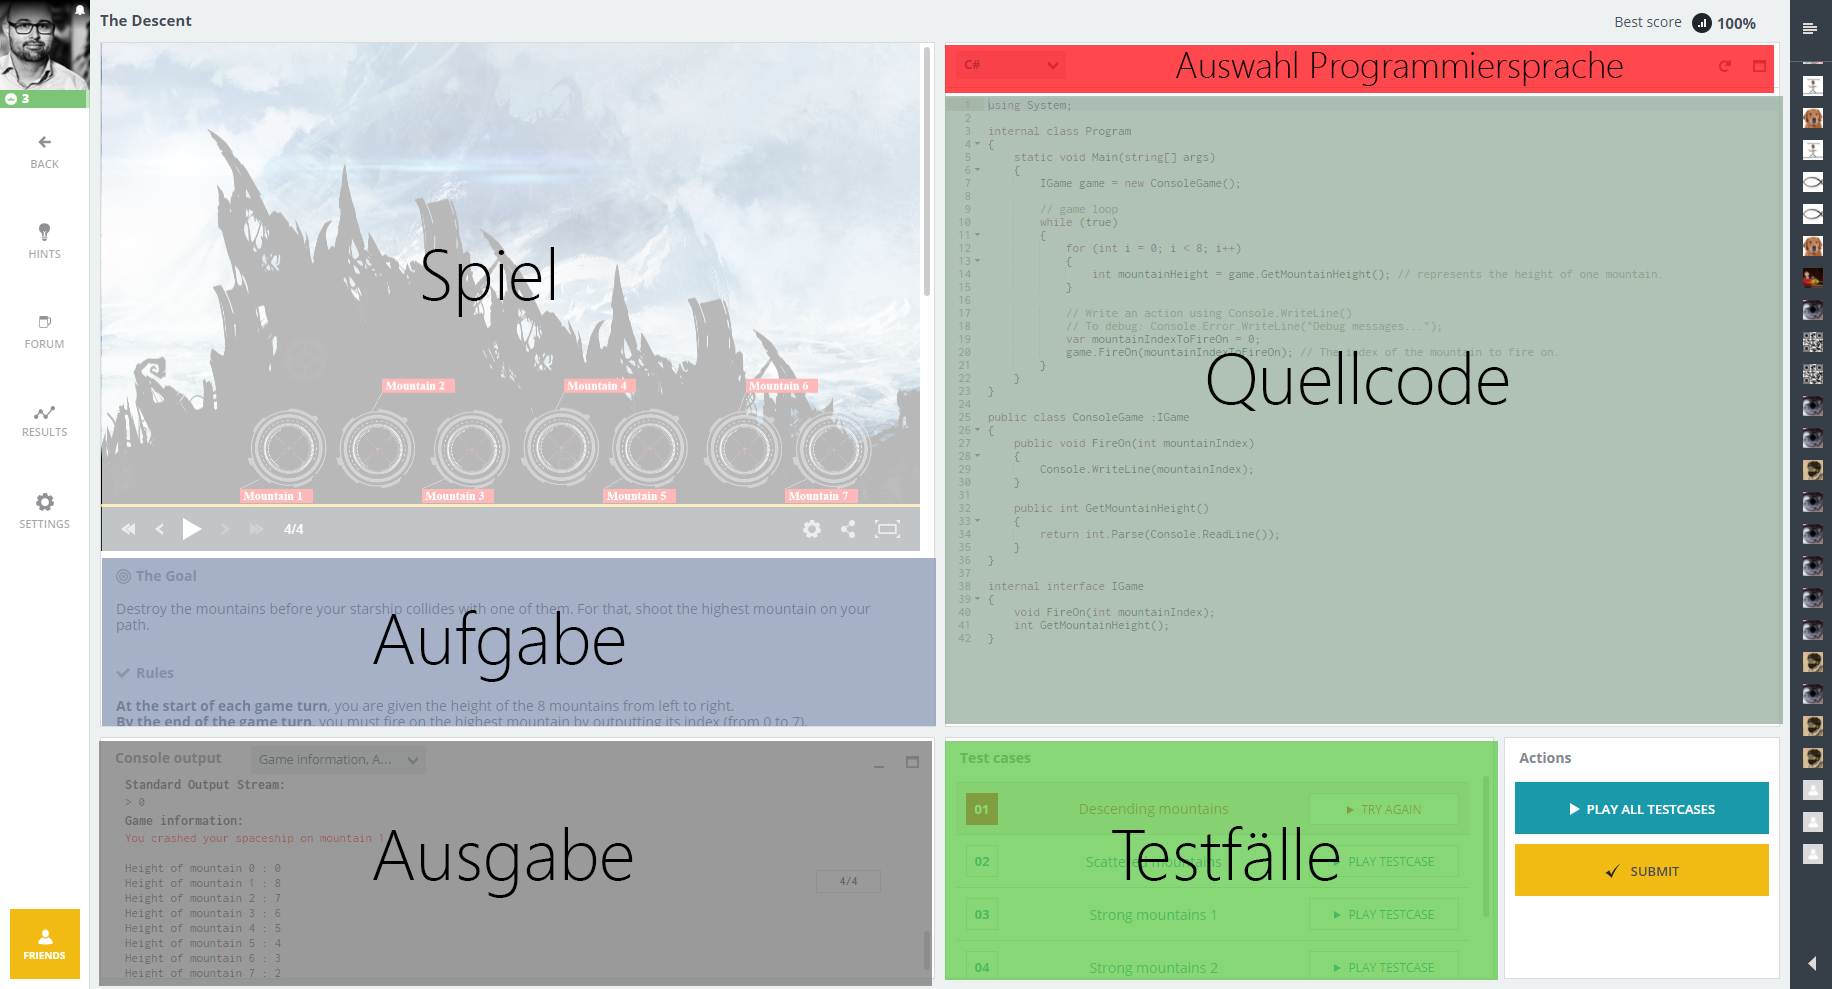 The Descent
Best score 100%
3
BACK
HINTS
FORUM
RESULTS
SETTINGS
FRIENDS
Spiel
Mountain 2
Mountain 4
Mountain 6
Mountain 1
Mountain 3
Mountain 5
Mountain 7
4/4
The Goal
Destroy the mountains before your starship collides with one of them. For that, shoot the highest mountain on your
path.
Aufgabe
Rules
At the start of each game turn, you are given the height of the 8 mountains from left to right.
By the end of the game turn, you must fire on the highest mountain by outputting its index (from 0 to 7).
Console output
Game information, A...
Standard Output Stream:
> 0
Game information:
You crashed your spaceship on mountain 1
Ausgabe
Height of mountain 0 : 0
Height of mountain 1 : 8
Height of mountain 2 : 7
Height of mountain 3 : 6
Height of mountain 4 : 5
Height of mountain 5 : 4
Height of mountain 6 : 3
Height of mountain 7 : 2
4/4
C#
Auswahl Programmiersprache
1 using System;
2
3 internal class Program
4 {
5 static void Main(string[] args)
6 {
7 IGame game = new ConsoleGame();
8
9 // game loop
10 while (true)
11 {
12 for (int i = 0; i < 8; i++)
13 {
14 int mountainHeight = game.GetMountainHeight(); // represents the height of one mountain.
15 }
16
17 // Write an action using Console.WriteLine()
18 // To debug: Console.Error.WriteLine("Debug messages...");
19 var mountainIndexToFireOn = 0;
20 game.FireOn(mountainIndexToFireOn); // The index of the mountain to fire on.
21 }
22 }
23 }
24
25 public class ConsoleGame :IGame
26 {
27 public void FireOn(int mountainIndex)
28 {
29 Console.WriteLine(mountainIndex);
30 }
31
32 public int GetMountainHeight()
33 {
34 return int.Parse(Console.ReadLine());
35 }
36 }
37
38 internal interface IGame
39 {
40 void FireOn(int mountainIndex);
41 int GetMountainHeight();
42 }
Quellcode
Test cases
01 Descending mountains TRY AGAIN
02 Scattered mountains PLAY TESTCASE
03 Strong mountains 1 PLAY TESTCASE
04 Strong mountains 2 PLAY TESTCASE
Testfälle
Actions
PLAY ALL TESTCASES
SUBMIT